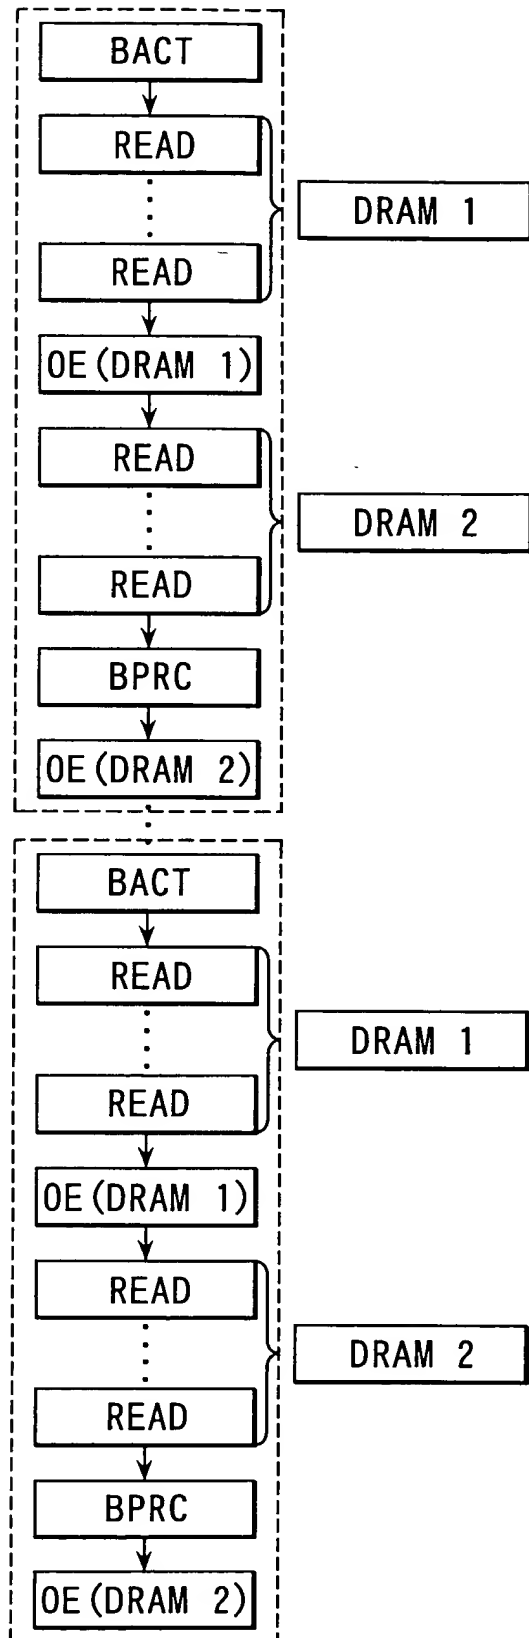 BACT
READ
DRAM 1
READ
OE(DRAM 1)
READ
DRAM 2
READ
BPRC
OE(DRAM 2)
BACT
READ
DRAM 1
READ
OE(DRAM 1)
READ
DRAM 2
READ
BPRC
OE(DRAM 2)